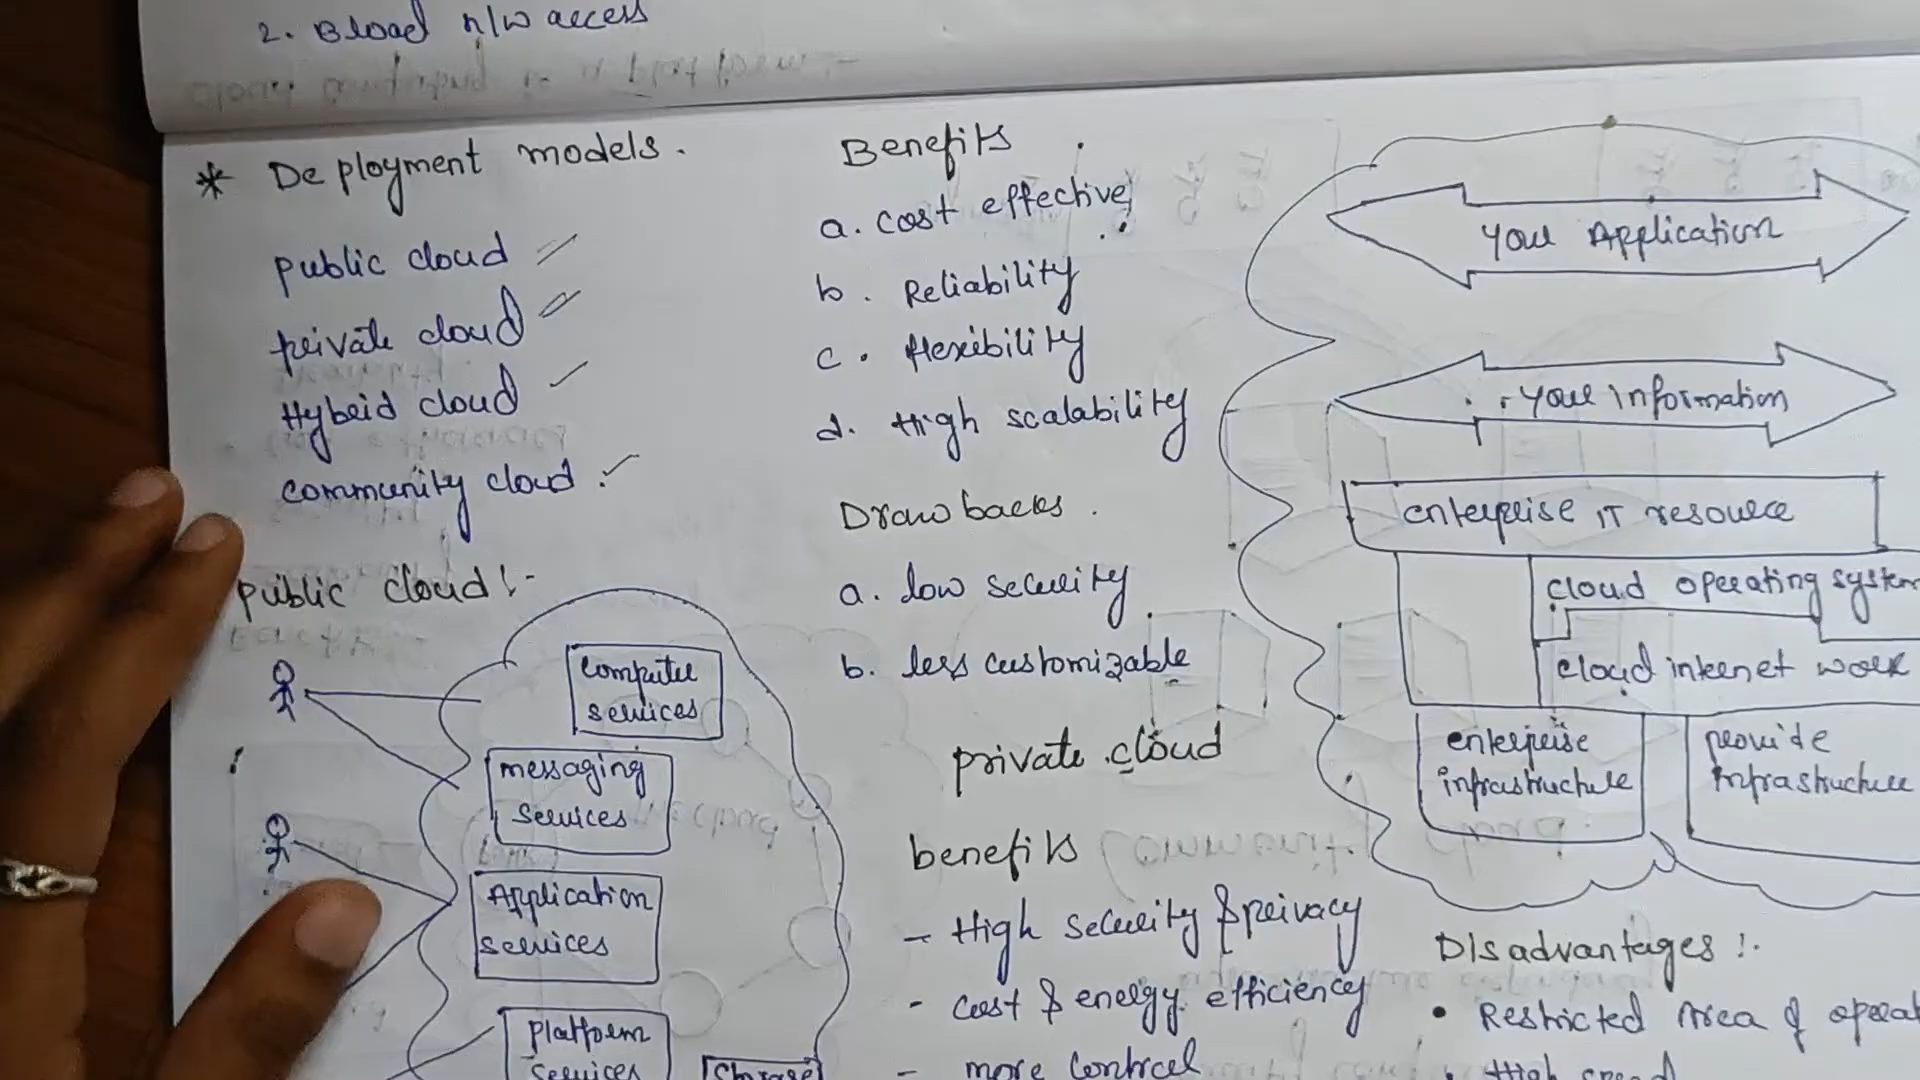 2. Broad n/w access
* Deployment models.
public cloud
private cloud
Hybrid cloud
community cloud.
public cloud :-
Computer
services
messaging
services
Application
services
platform
services
Storage
Benefits
a. cost effective
b. Reliability
c. flexibility
d. High scalability
Drawbacks.
a. low security
b. less customizable
private cloud
benefits
- High security & privacy
- Cost & energy efficiency
- more Control
Your Application
Your Information
enterprise IT resource
cloud operating system
cloud internet work
enterprise
infrastructure
provide
infrastructure
Disadvantages :-
• Restricted Area of
• High